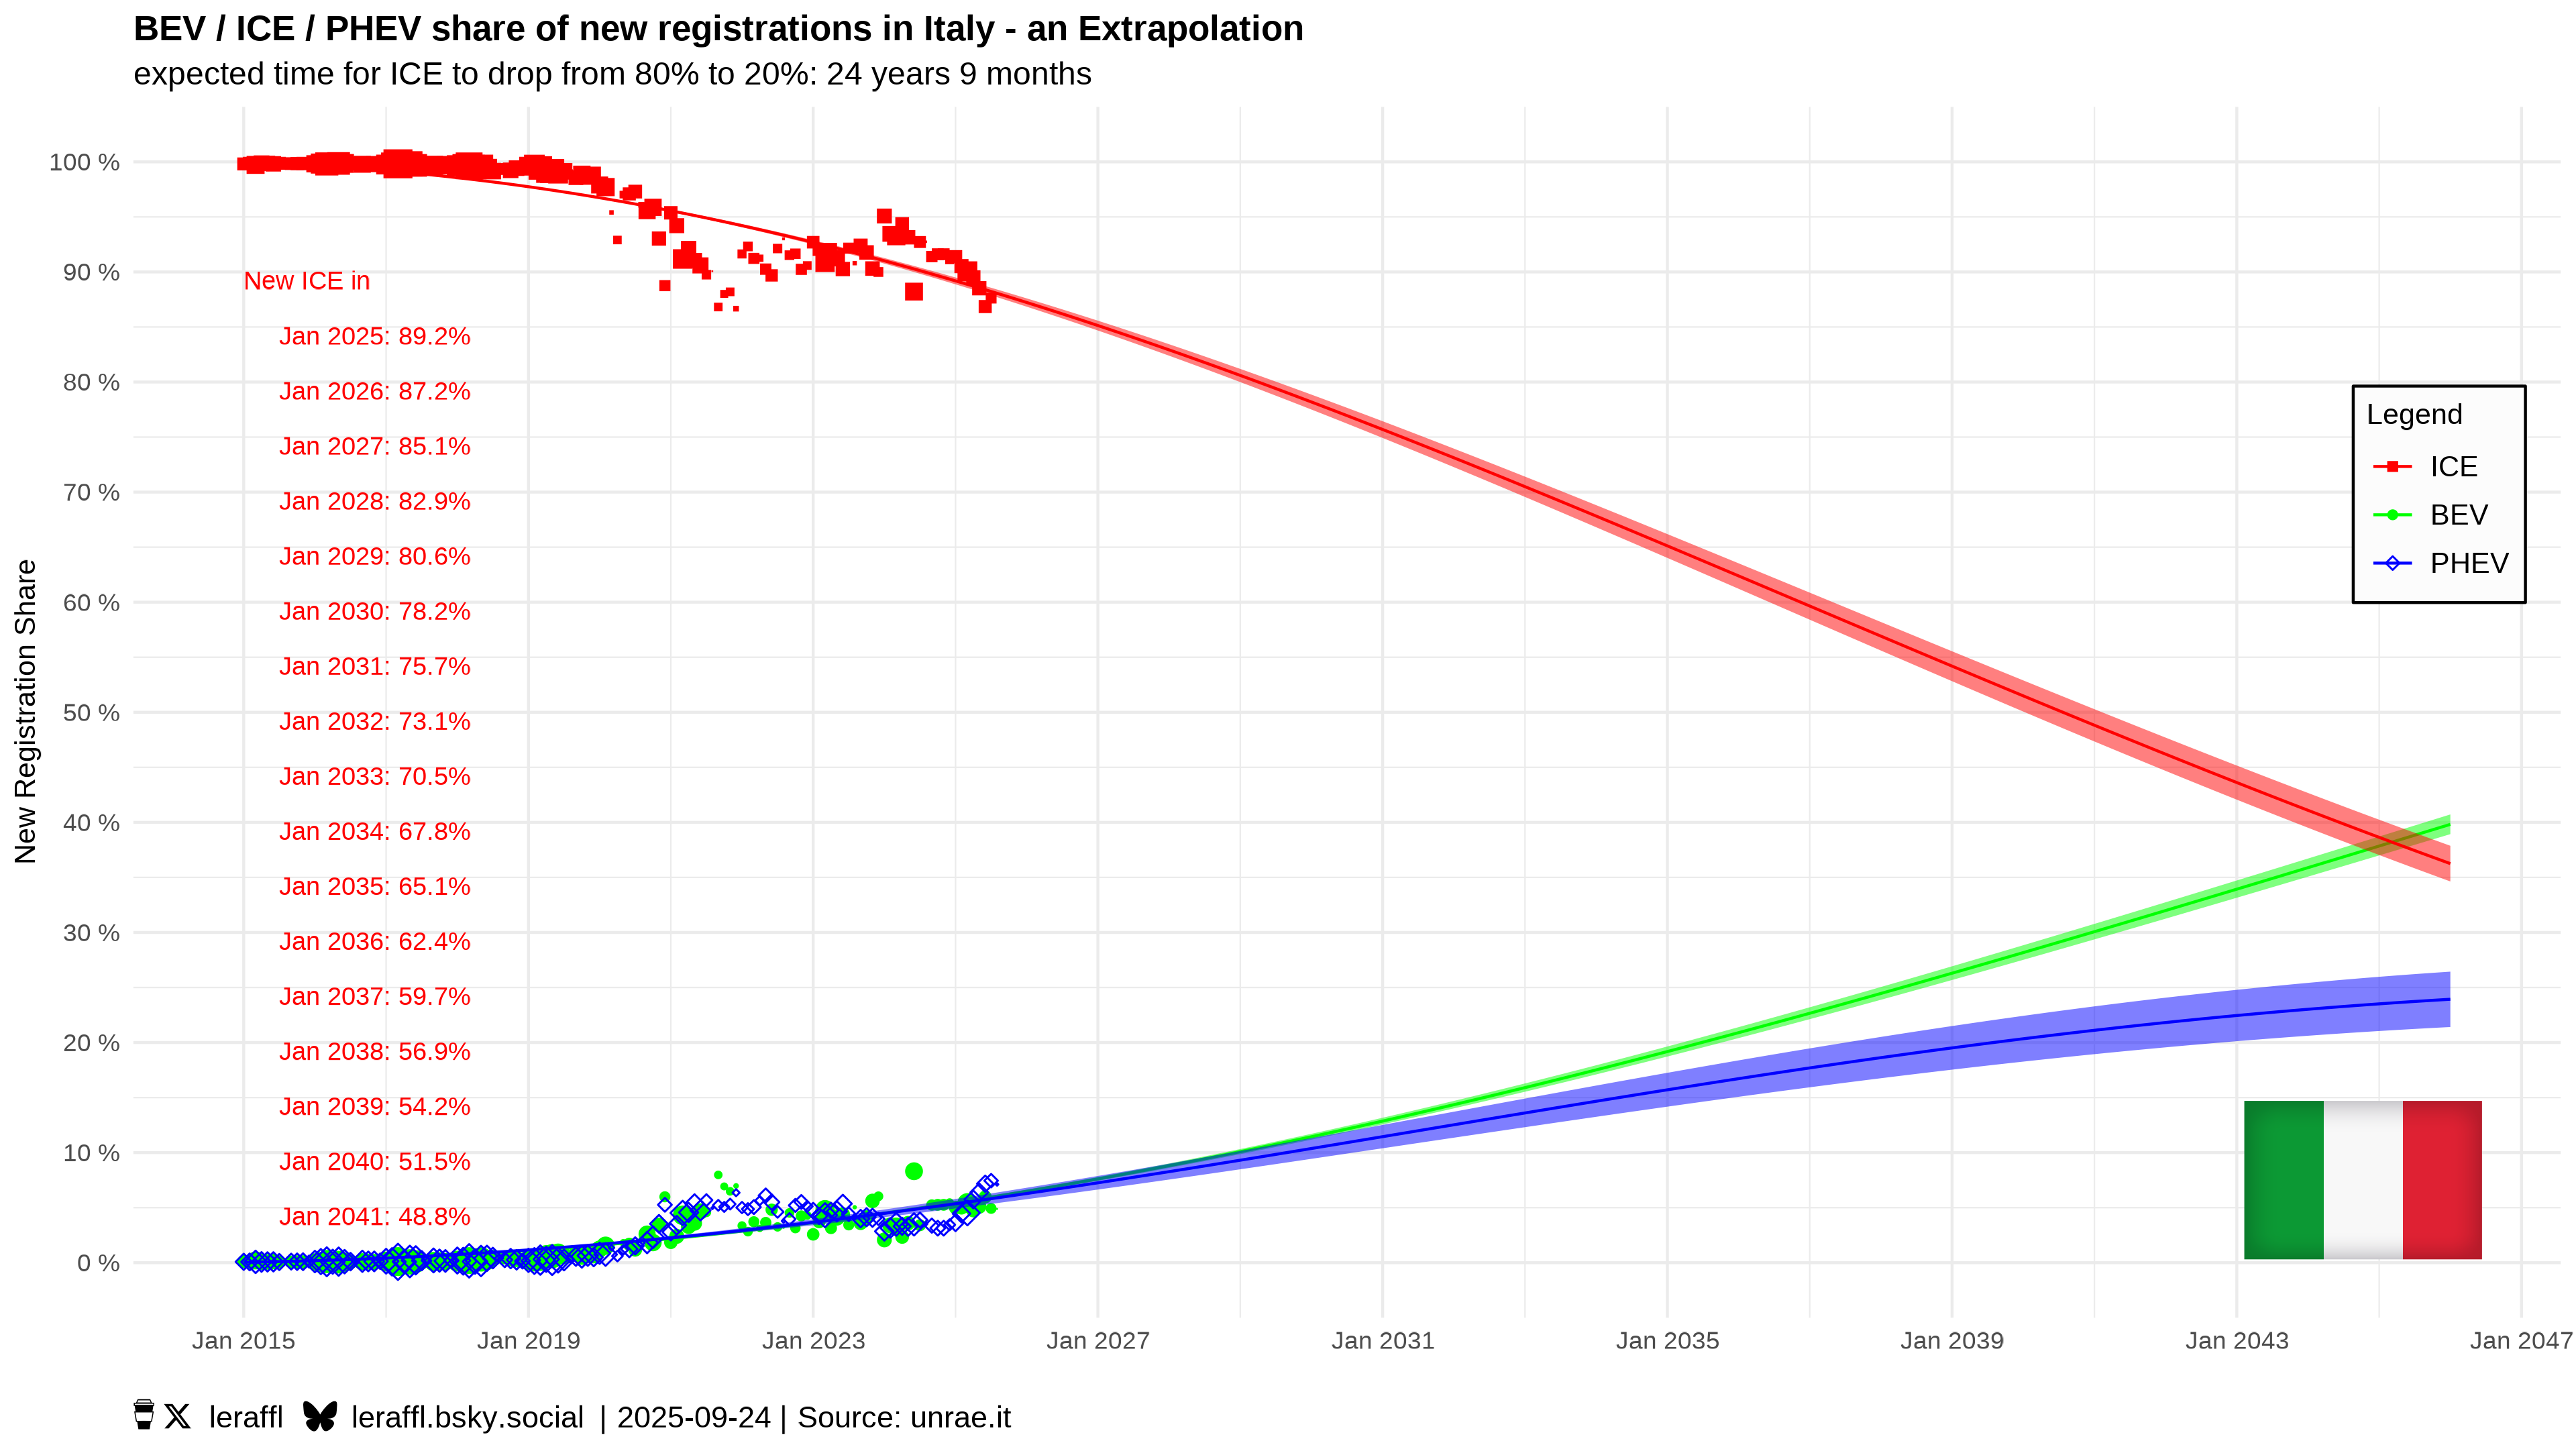 BEV / ICE / PHEV share of new registrations in Italy - an Extrapolation
expected time for ICE to drop from 80% to 20%: 24 years 9 months
New Registration Share
100 %
90 %
80 %
70 %
60 %
50 %
40 %
30 %
20 %
10 %
0 %
New ICE in
Jan 2025: 89.2%
Jan 2026: 87.2%
Jan 2027: 85.1%
Jan 2028: 82.9%
Jan 2029: 80.6%
Jan 2030: 78.2%
Jan 2031: 75.7%
Jan 2032: 73.1%
Jan 2033: 70.5%
Jan 2034: 67.8%
Jan 2035: 65.1%
Jan 2036: 62.4%
Jan 2037: 59.7%
Jan 2038: 56.9%
Jan 2039: 54.2%
Jan 2040: 51.5%
Jan 2041: 48.8%
Legend
ICE
BEV
PHEV
Jan 2015 Jan 2019 Jan 2023 Jan 2027 Jan 2031 Jan 2035 Jan 2039 Jan 2043 Jan 2047
leraffl leraffl.bsky.social | 2025-09-24 | Source: unrae.it